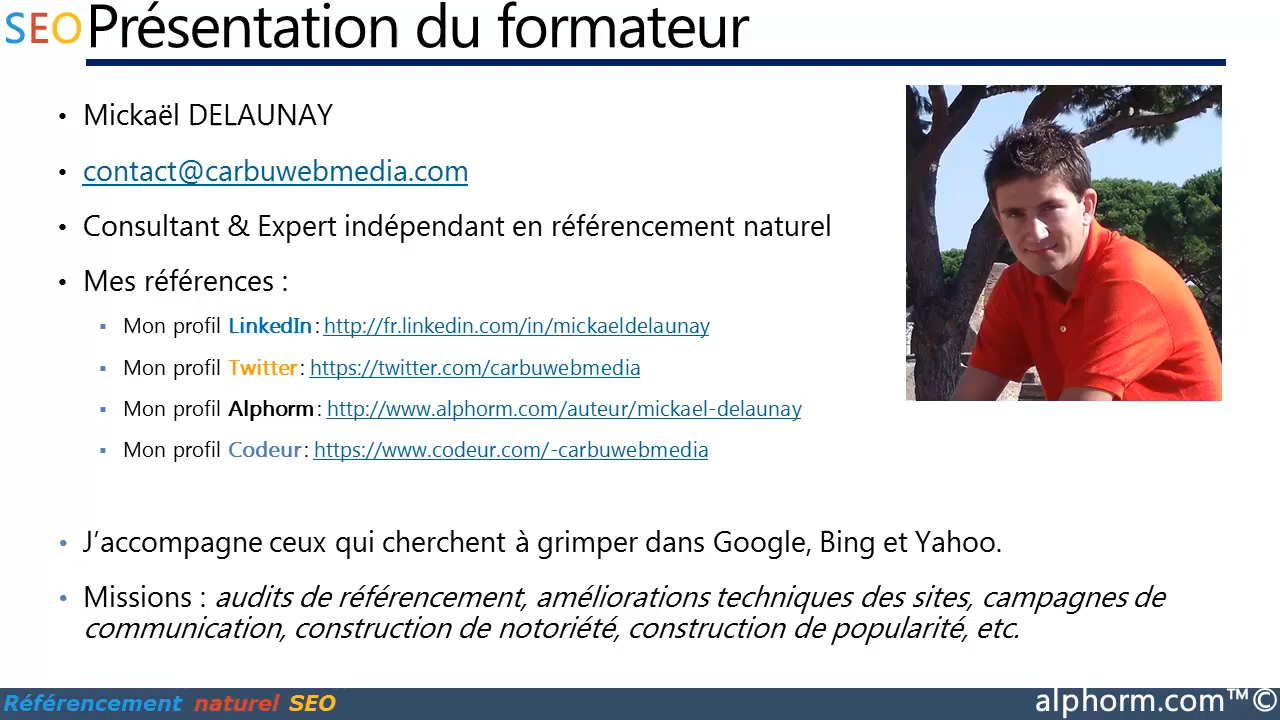 SEO Présentation du formateur
• Mickaël DELAUNAY
• contact@carbuwebmedia.com
• Consultant & Expert indépendant en référencement naturel
• Mes références :
▪ Mon profil LinkedIn : http://fr.linkedin.com/in/mickaeldelaunay
▪ Mon profil Twitter : https://twitter.com/carbuwebmedia
▪ Mon profil Alphorm : http://www.alphorm.com/auteur/mickael-delaunay
▪ Mon profil Codeur : https://www.codeur.com/-carbuwebmedia
• J’accompagne ceux qui cherchent à grimper dans Google, Bing et Yahoo.
• Missions : audits de référencement, améliorations techniques des sites, campagnes de
communication, construction de notoriété, construction de popularité, etc.
Référencement naturel SEO
alphorm.com™©